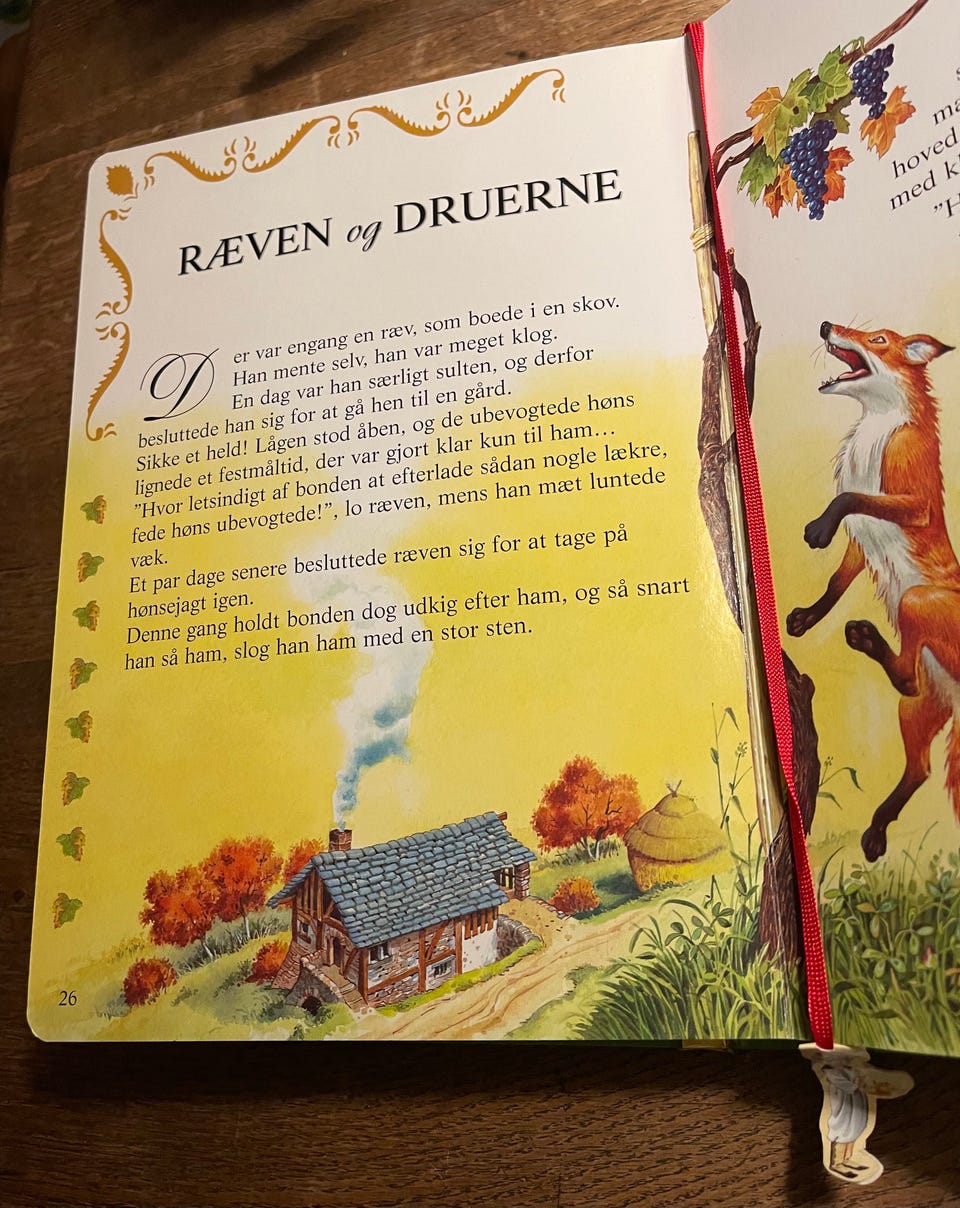 RÆVEN og DRUERNE
Der var engang en ræv, som boede i en skov.
Han mente selv, han var meget klog.
En dag var han særligt sulten, og derfor
besluttede han sig for at gå hen til en gård.
Sikke et held! Lågen stod åben, og de ubevogtede høns
lignede et festmåltid, der var gjort klar kun til ham...
”Hvor letsindigt af bonden at efterlade sådan nogle lækre,
fede høns ubevogtede!”, lo ræven, mens han mæt luntede
væk.
Et par dage senere besluttede ræven sig for at tage på
hønsejagt igen.
Denne gang holdt bonden dog udkig efter ham, og så snart
han så ham, slog han ham med en stor sten.
26
hoved
med